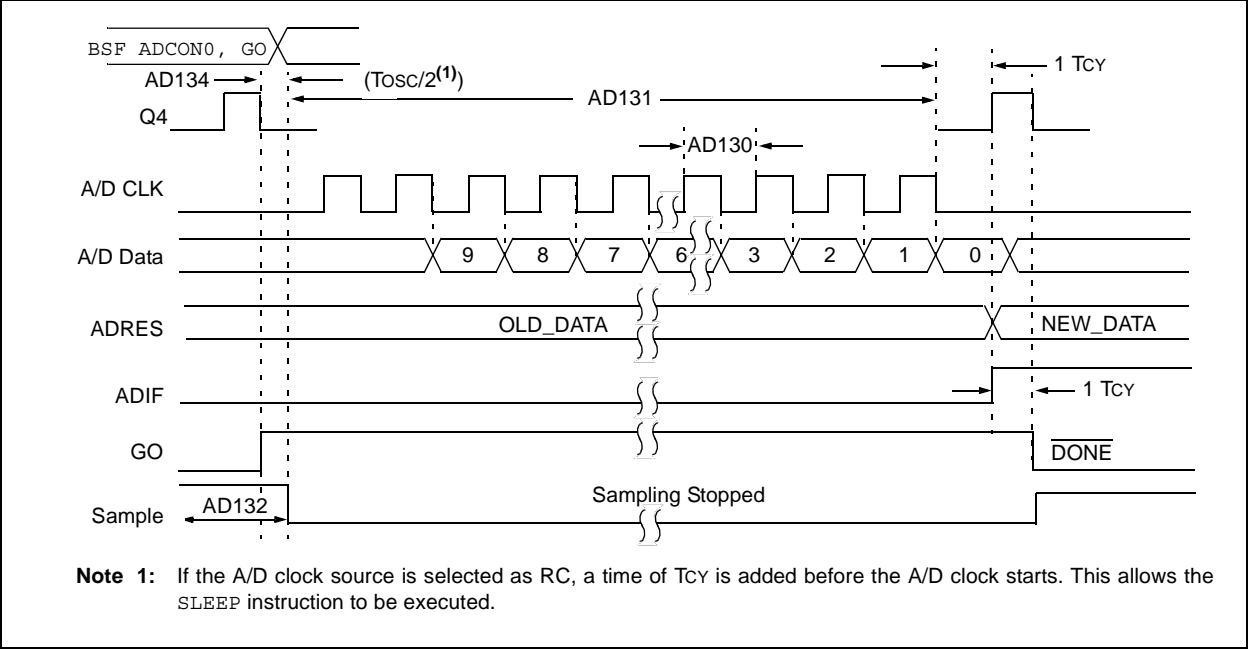 BSF ADCON0, GO
AD134
(TOSC/2(1))
1 TCY
AD131
Q4
AD130
A/D CLK
A/D Data
9 8 7 6 3 2 1 0
ADRES
OLD_DATA
NEW_DATA
ADIF
1 TCY
GO
DONE
Sample
AD132
Sampling Stopped
Note 1: If the A/D clock source is selected as RC, a time of TCY is added before the A/D clock starts. This allows the
SLEEP instruction to be executed.